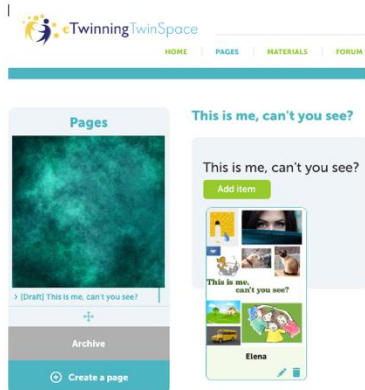 eTwinning TwinSpace
HOME PAGES MATERIALS FORUM
Pages
This is me, can't you see?
This is me, can't you see?
Add item
This is me,
can't you see?
> [Draft] This is me, can't you see?
Archive
Elena
Create a page